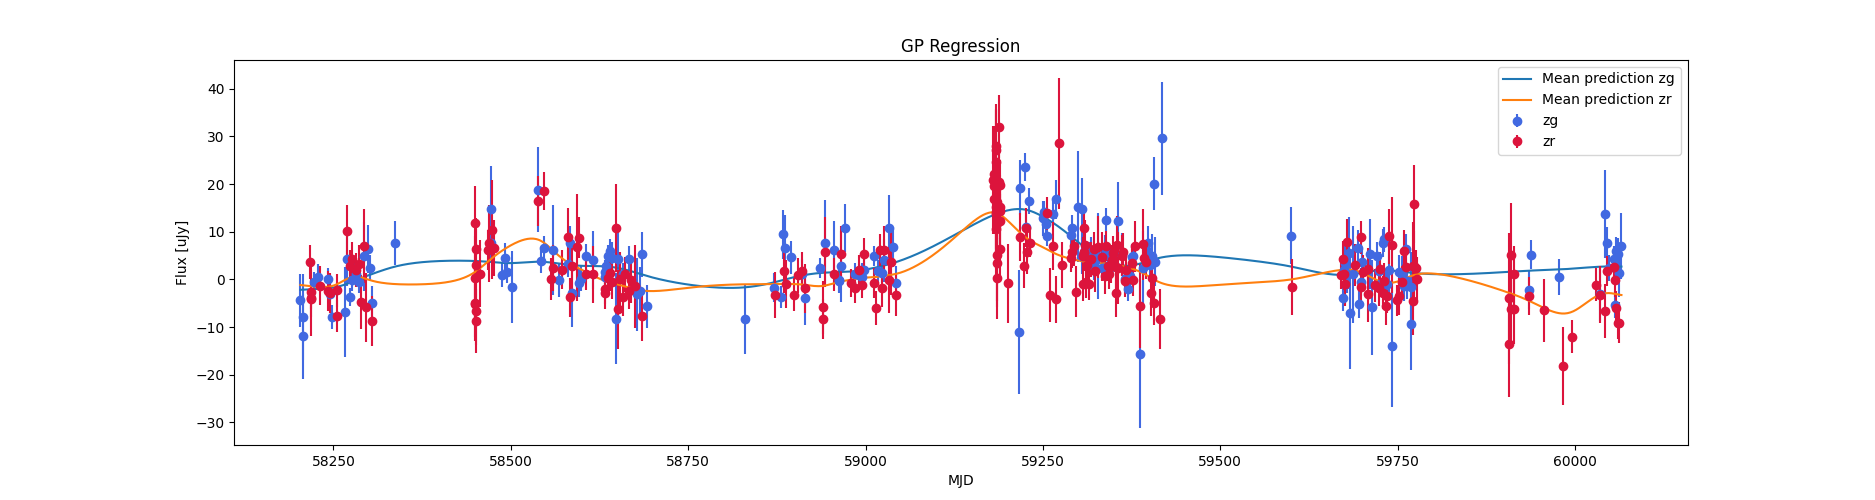 GP Regression
Flux [uJy]
40
30
20
10
0
−10
−20
−30
Mean prediction zg
Mean prediction zr
zg
zr
58250 58500 58750 59000 59250 59500 59750 60000
MJD